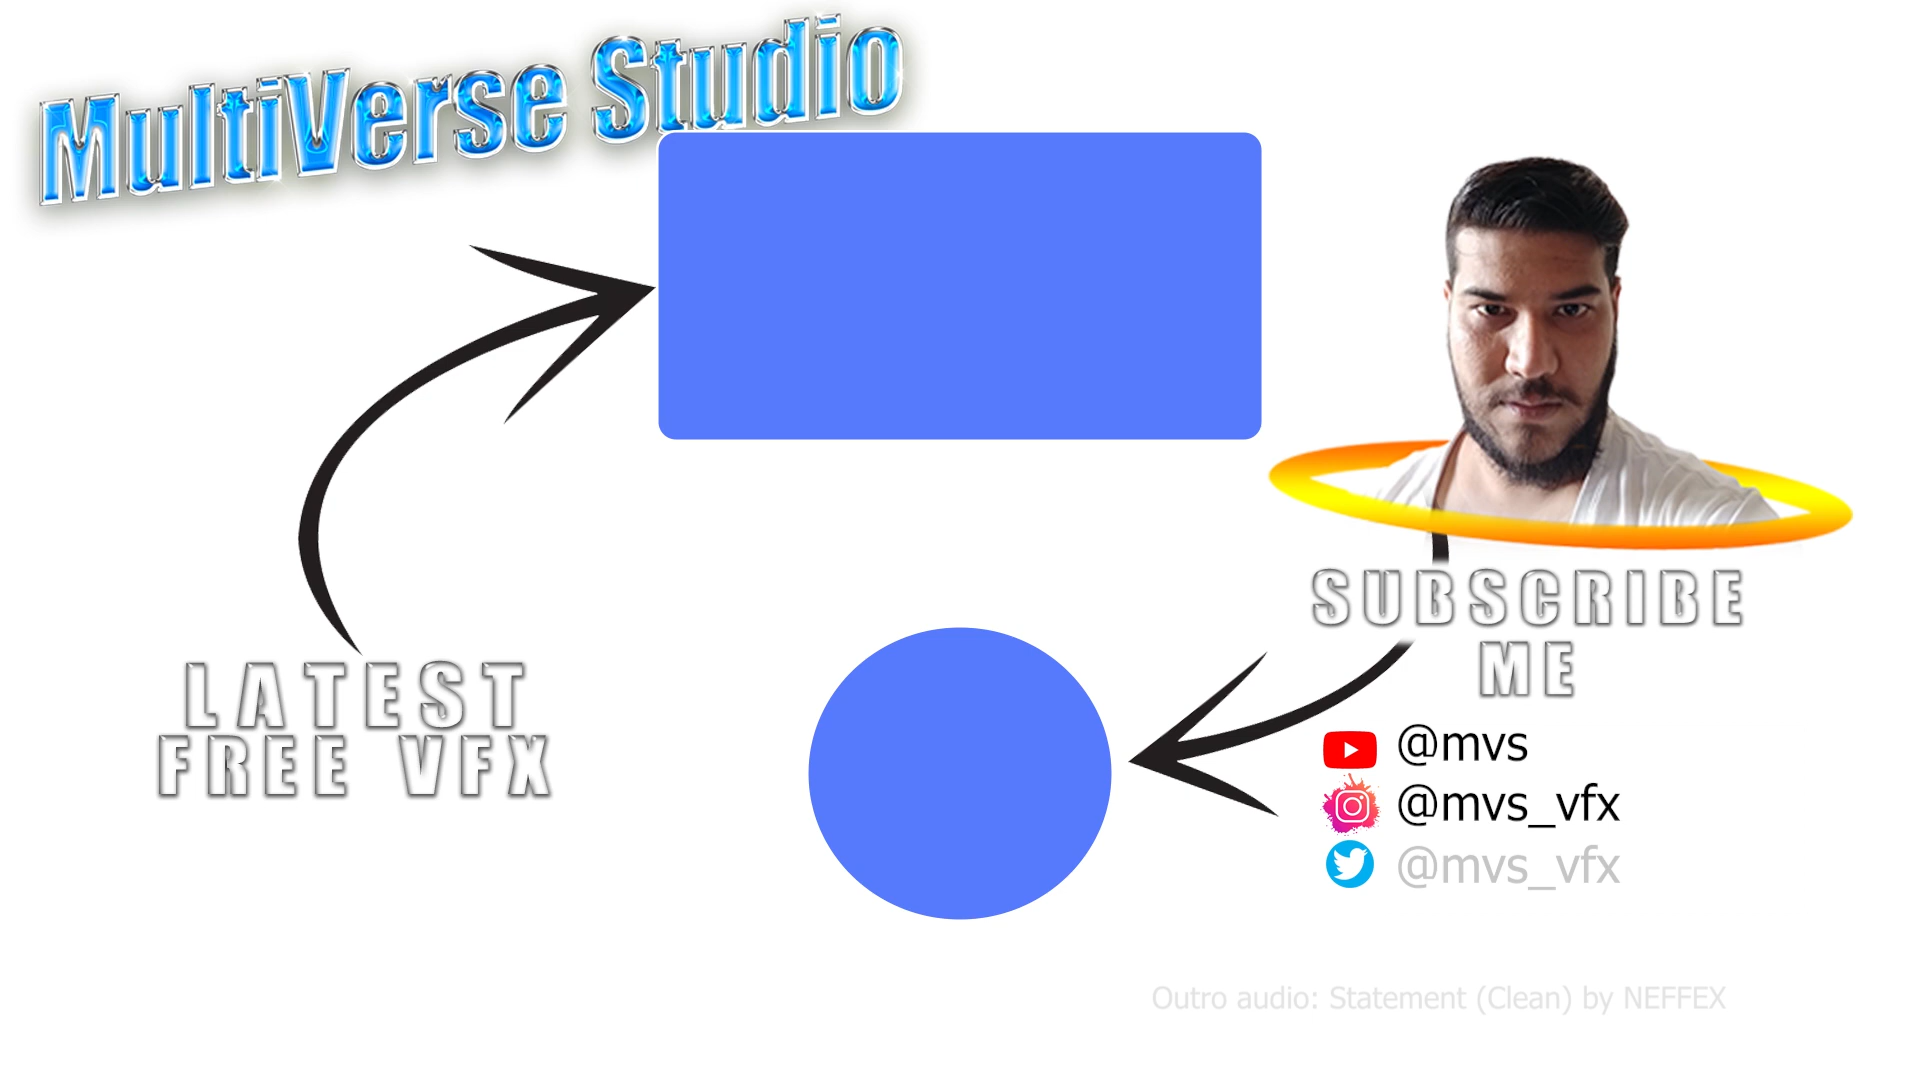 MultiVerse Studio
LATEST
FREE VFX
SUBSCRIBE
ME
@mvs
@mvs_vfx
@mvs_vfx
Outro audio: Statement (Clean) by NEFFEX